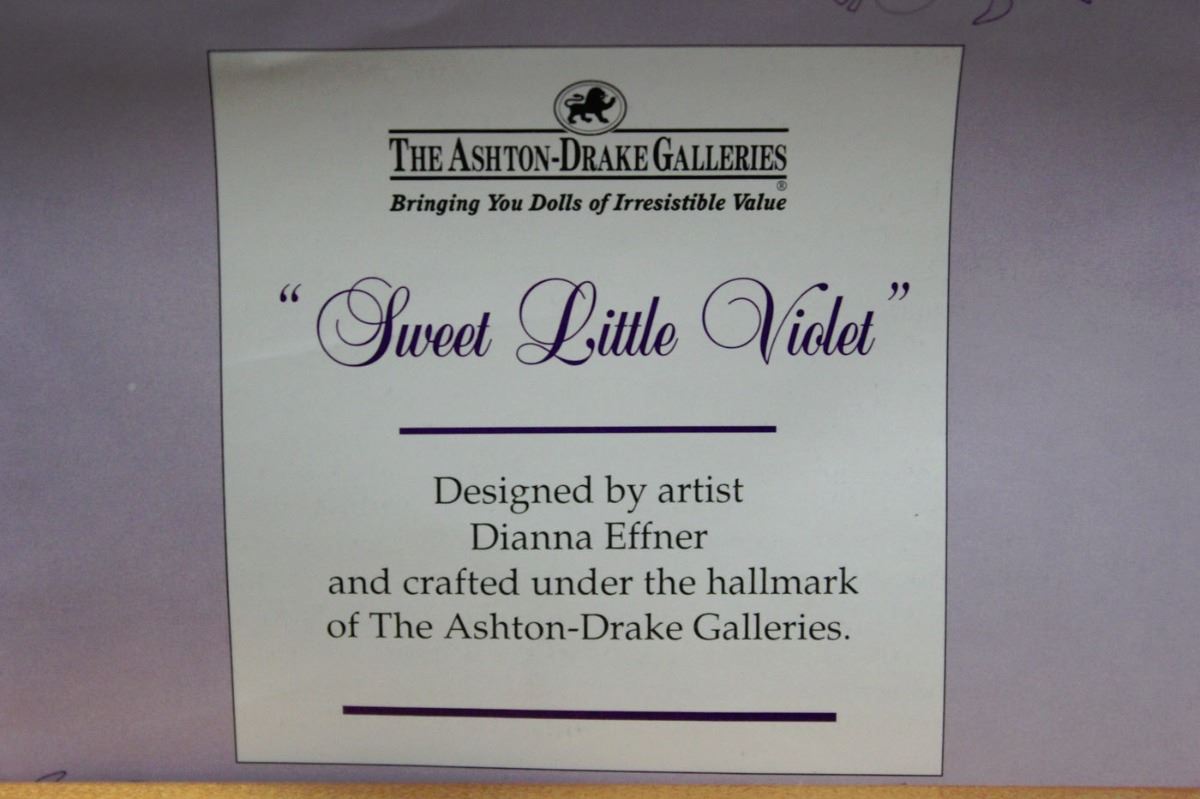 THE ASHTON-DRAKE GALLERIES
®
Bringing You Dolls of Irresistible Value
“Sweet Little Violet”
Designed by artist
Dianna Effner
and crafted under the hallmark
of The Ashton-Drake Galleries.